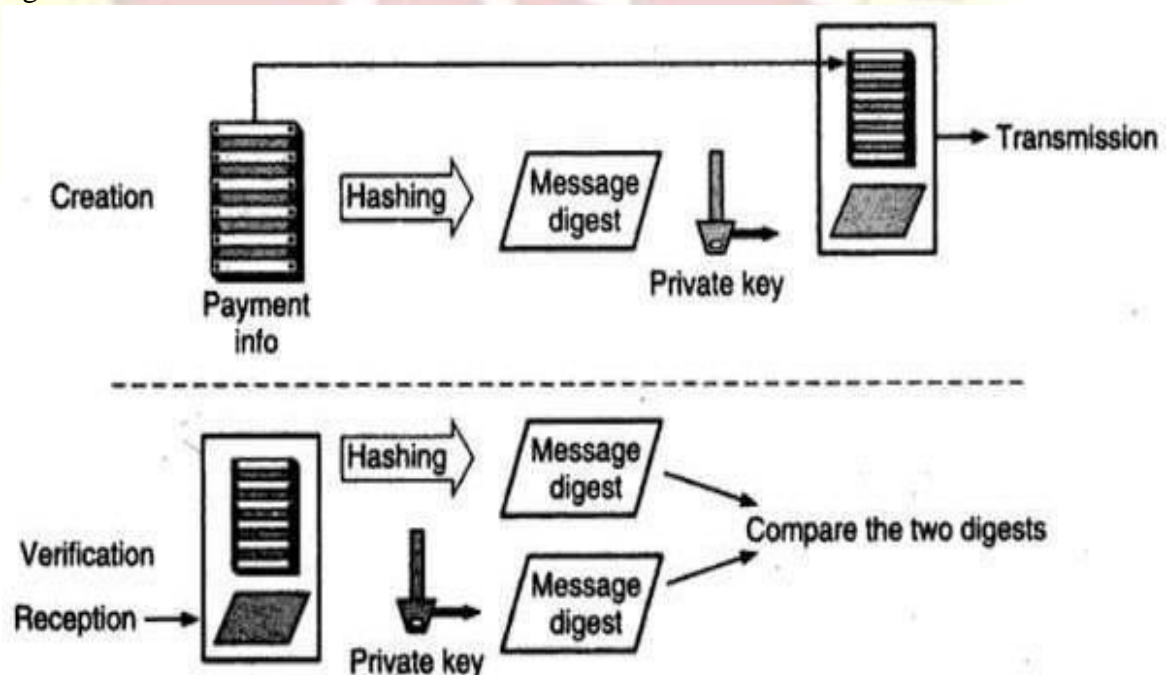 Creation
Payment
info
Hashing
Message
digest
Private key
Transmission
Verification
Reception
Hashing
Message
digest
Private key
Message
digest
Compare the two digests